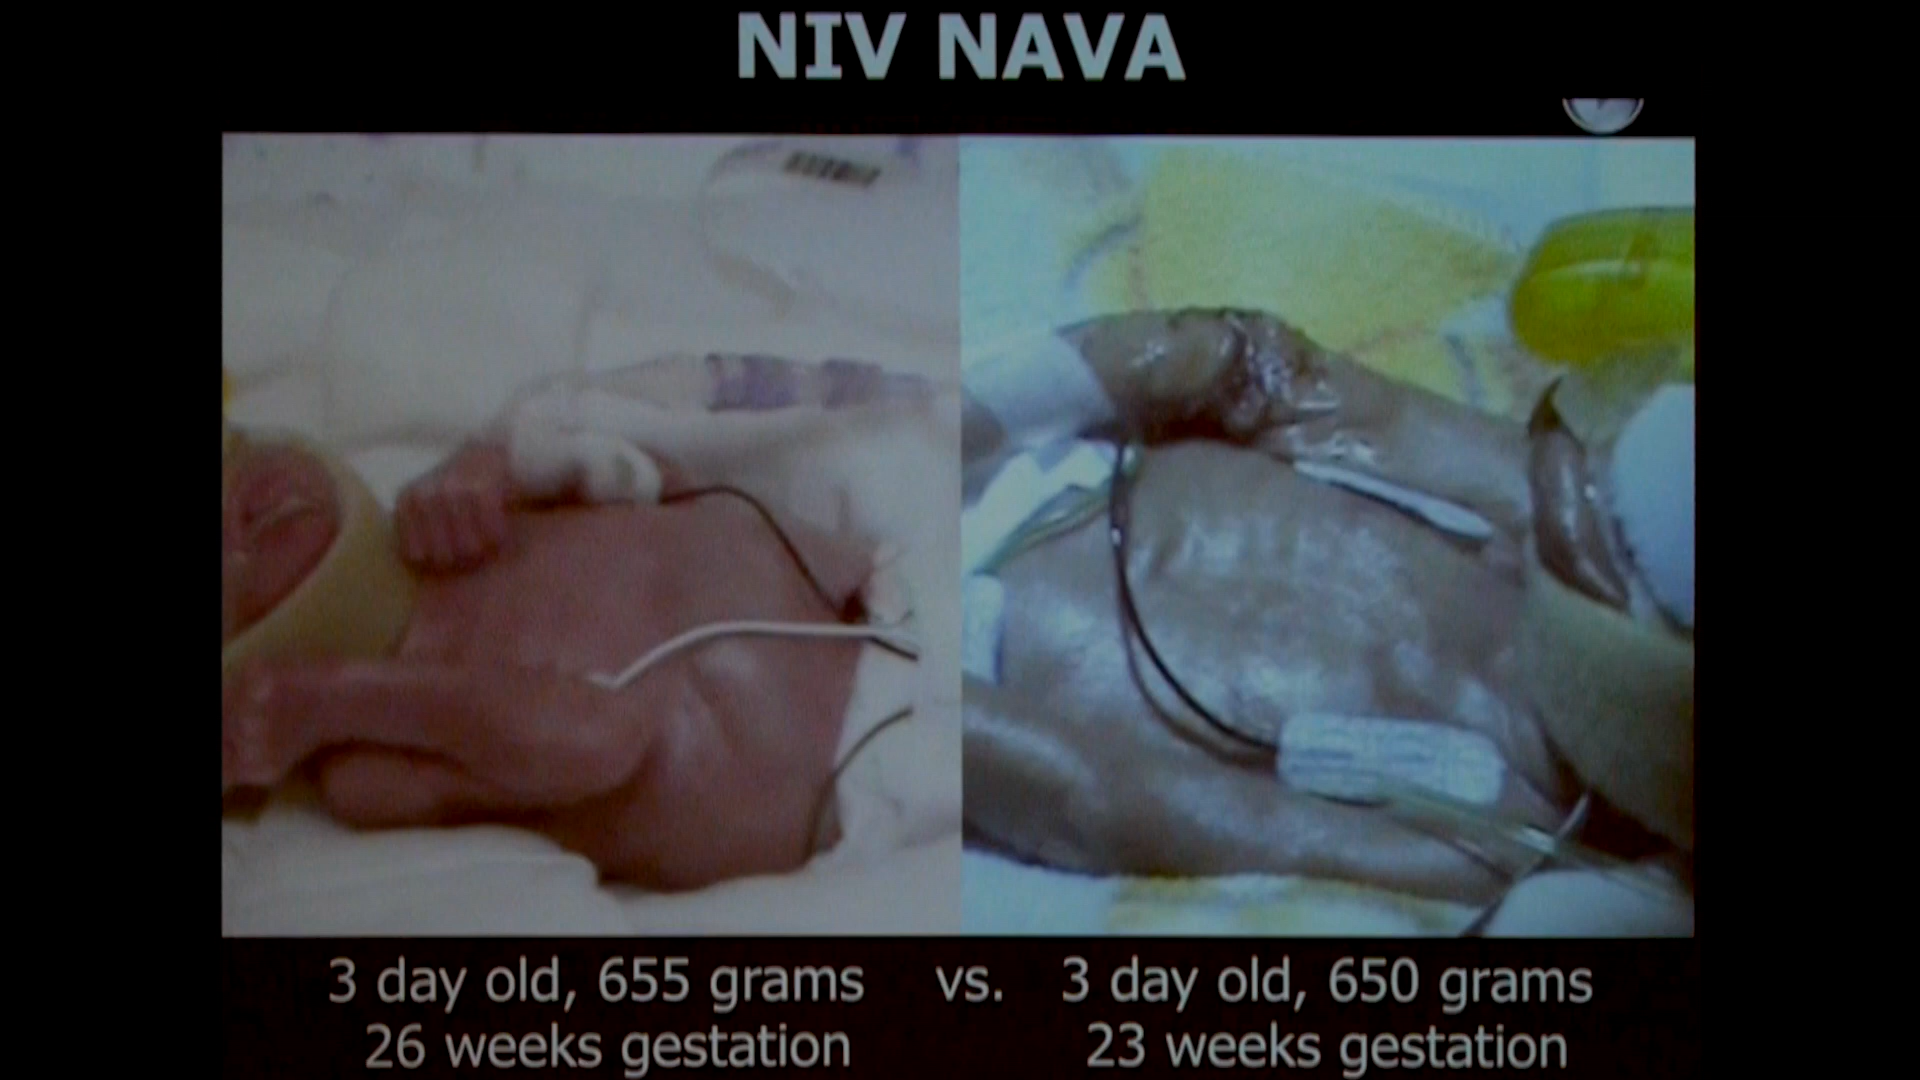 NIV NAVA
3 day old, 655 grams vs. 3 day old, 650 grams
26 weeks gestation 23 weeks gestation